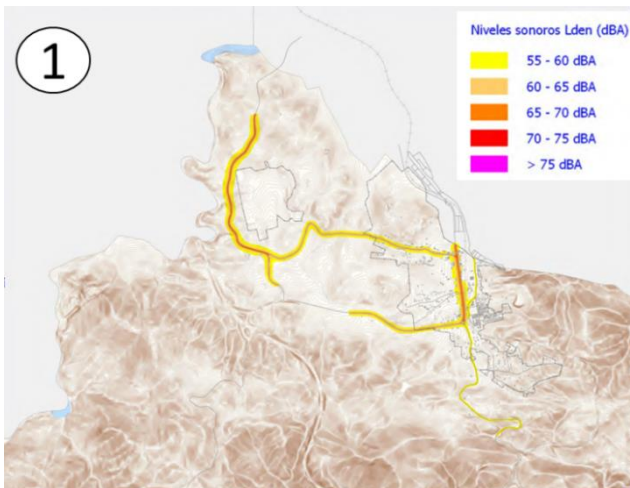 1
Niveles sonoros Lden (dBA)
55 - 60 dBA
60 - 65 dBA
65 - 70 dBA
70 - 75 dBA
> 75 dBA